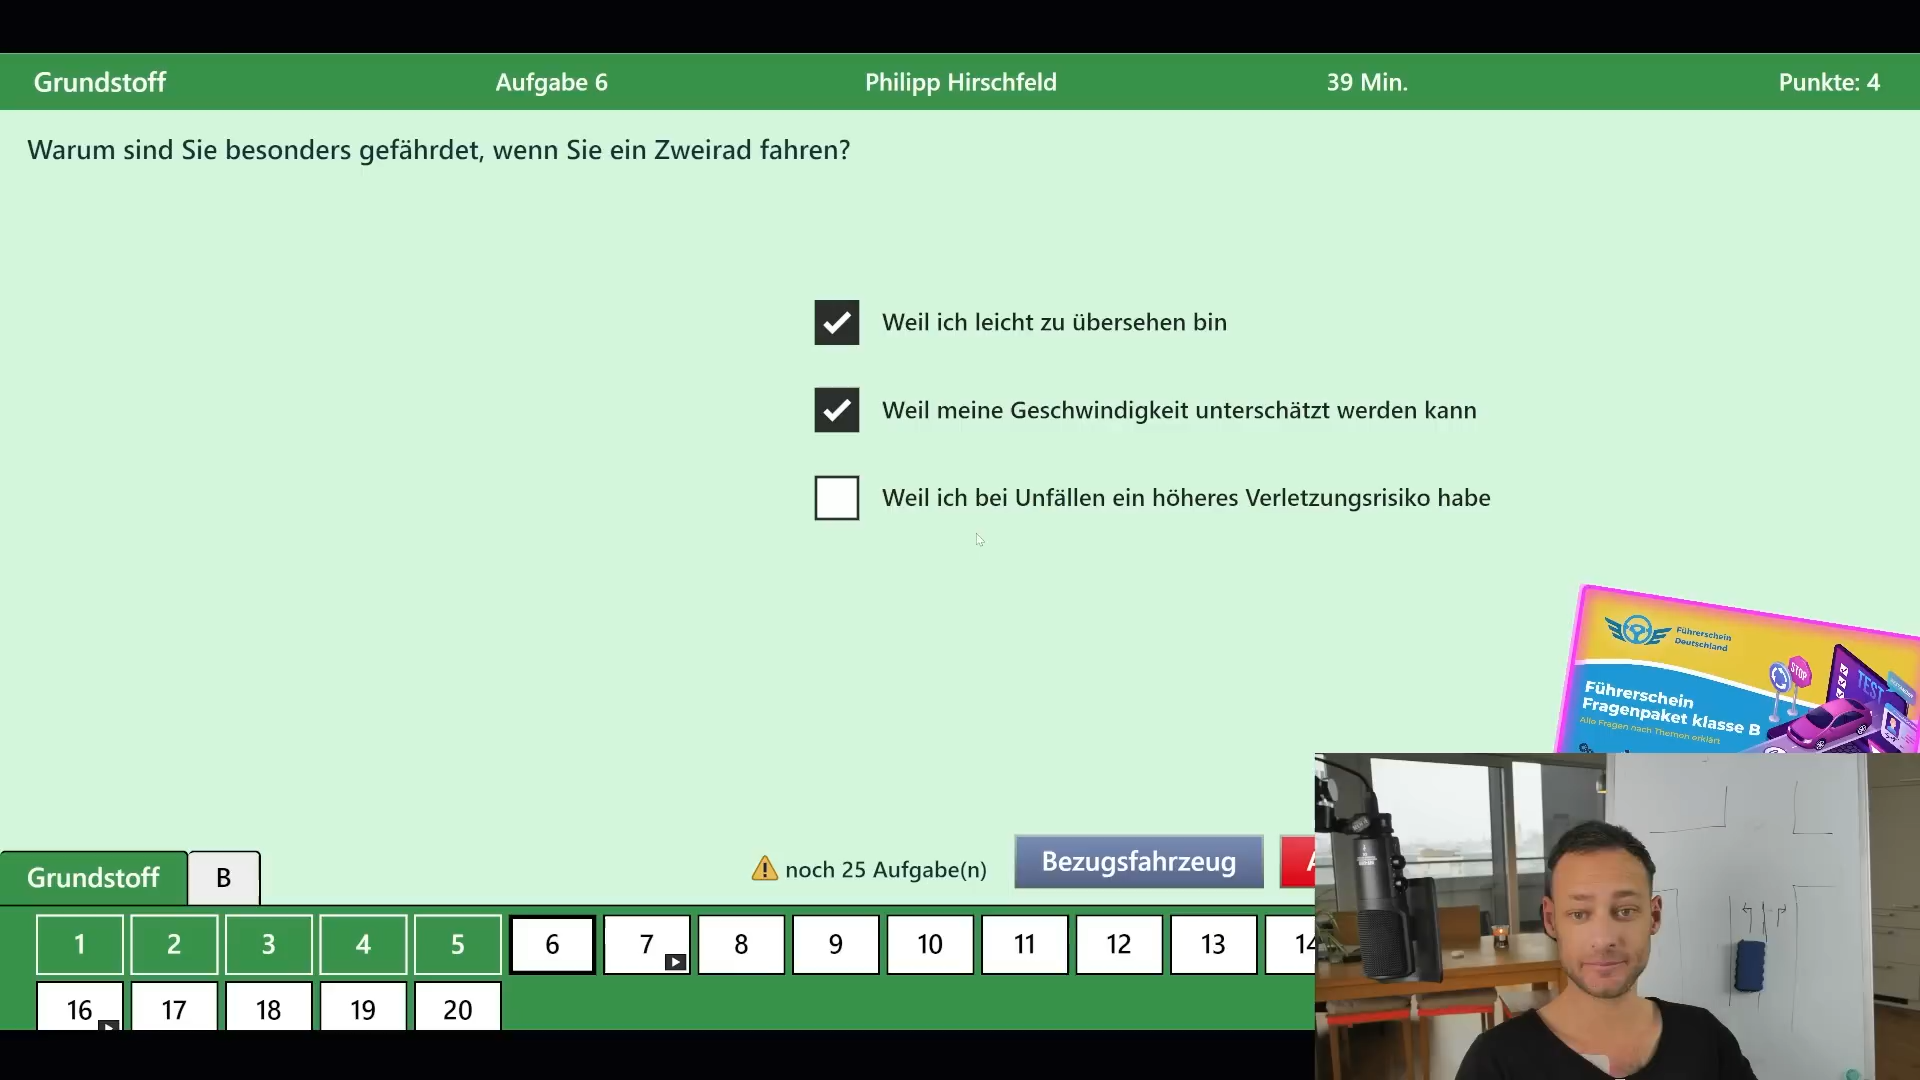 Grundstoff
Aufgabe 6
Philipp Hirschfeld
39 Min.
Punkte: 4
Warum sind Sie besonders gefährdet, wenn Sie ein Zweirad fahren?
Weil ich leicht zu übersehen bin
Weil meine Geschwindigkeit unterschätzt werden kann
Weil ich bei Unfällen ein höheres Verletzungsrisiko habe
Führerschein
Deutschland
STOP
TEST
Führerschein
Fragenpaket klasse B
Alle Fragen nach Themen erklärt
noch 25 Aufgabe(n)
Bezugsfahrzeug
Grundstoff
B
1 2 3 4 5 6 7 8 9 10 11 12 13 14
16 17 18 19 20